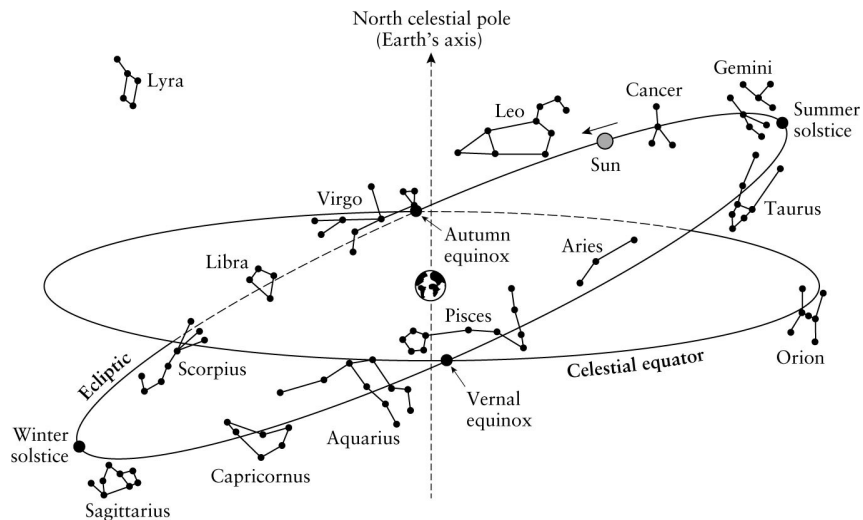 North celestial pole
(Earth's axis)
Lyra
Leo
Cancer
Gemini
Summer
solstice
Sun
Virgo
Taurus
Autumn
equinox
Aries
Libra
Pisces
Orion
Scorpius
Celestial equator
Ecliptic
Vernal
equinox
Winter
solstice
Aquarius
Capricornus
Sagittarius